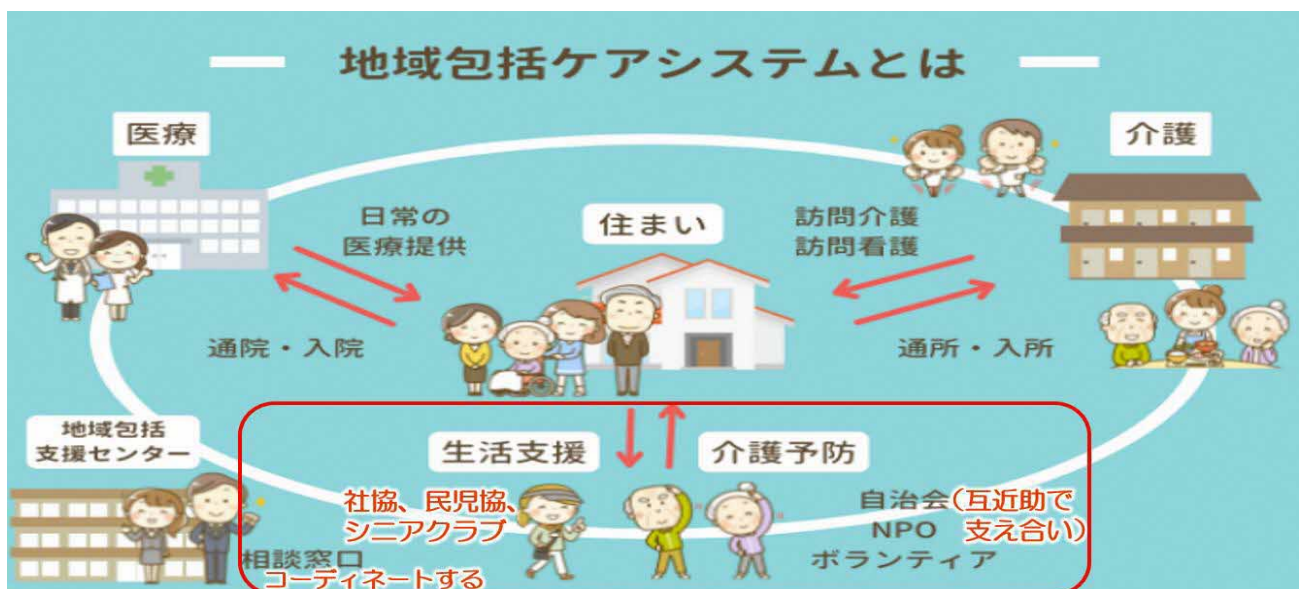 地域包括ケアシステムとは
医療
介護
日常の
医療提供
住まい
訪問介護
訪問看護
通院・入院
通所・入所
地域包括
支援センター
生活支援
介護予防
社協、民児協、
シニアクラブ
自治会(互近助で
NPO 支え合い)
ボランティア
相談窓口
コーディネートする